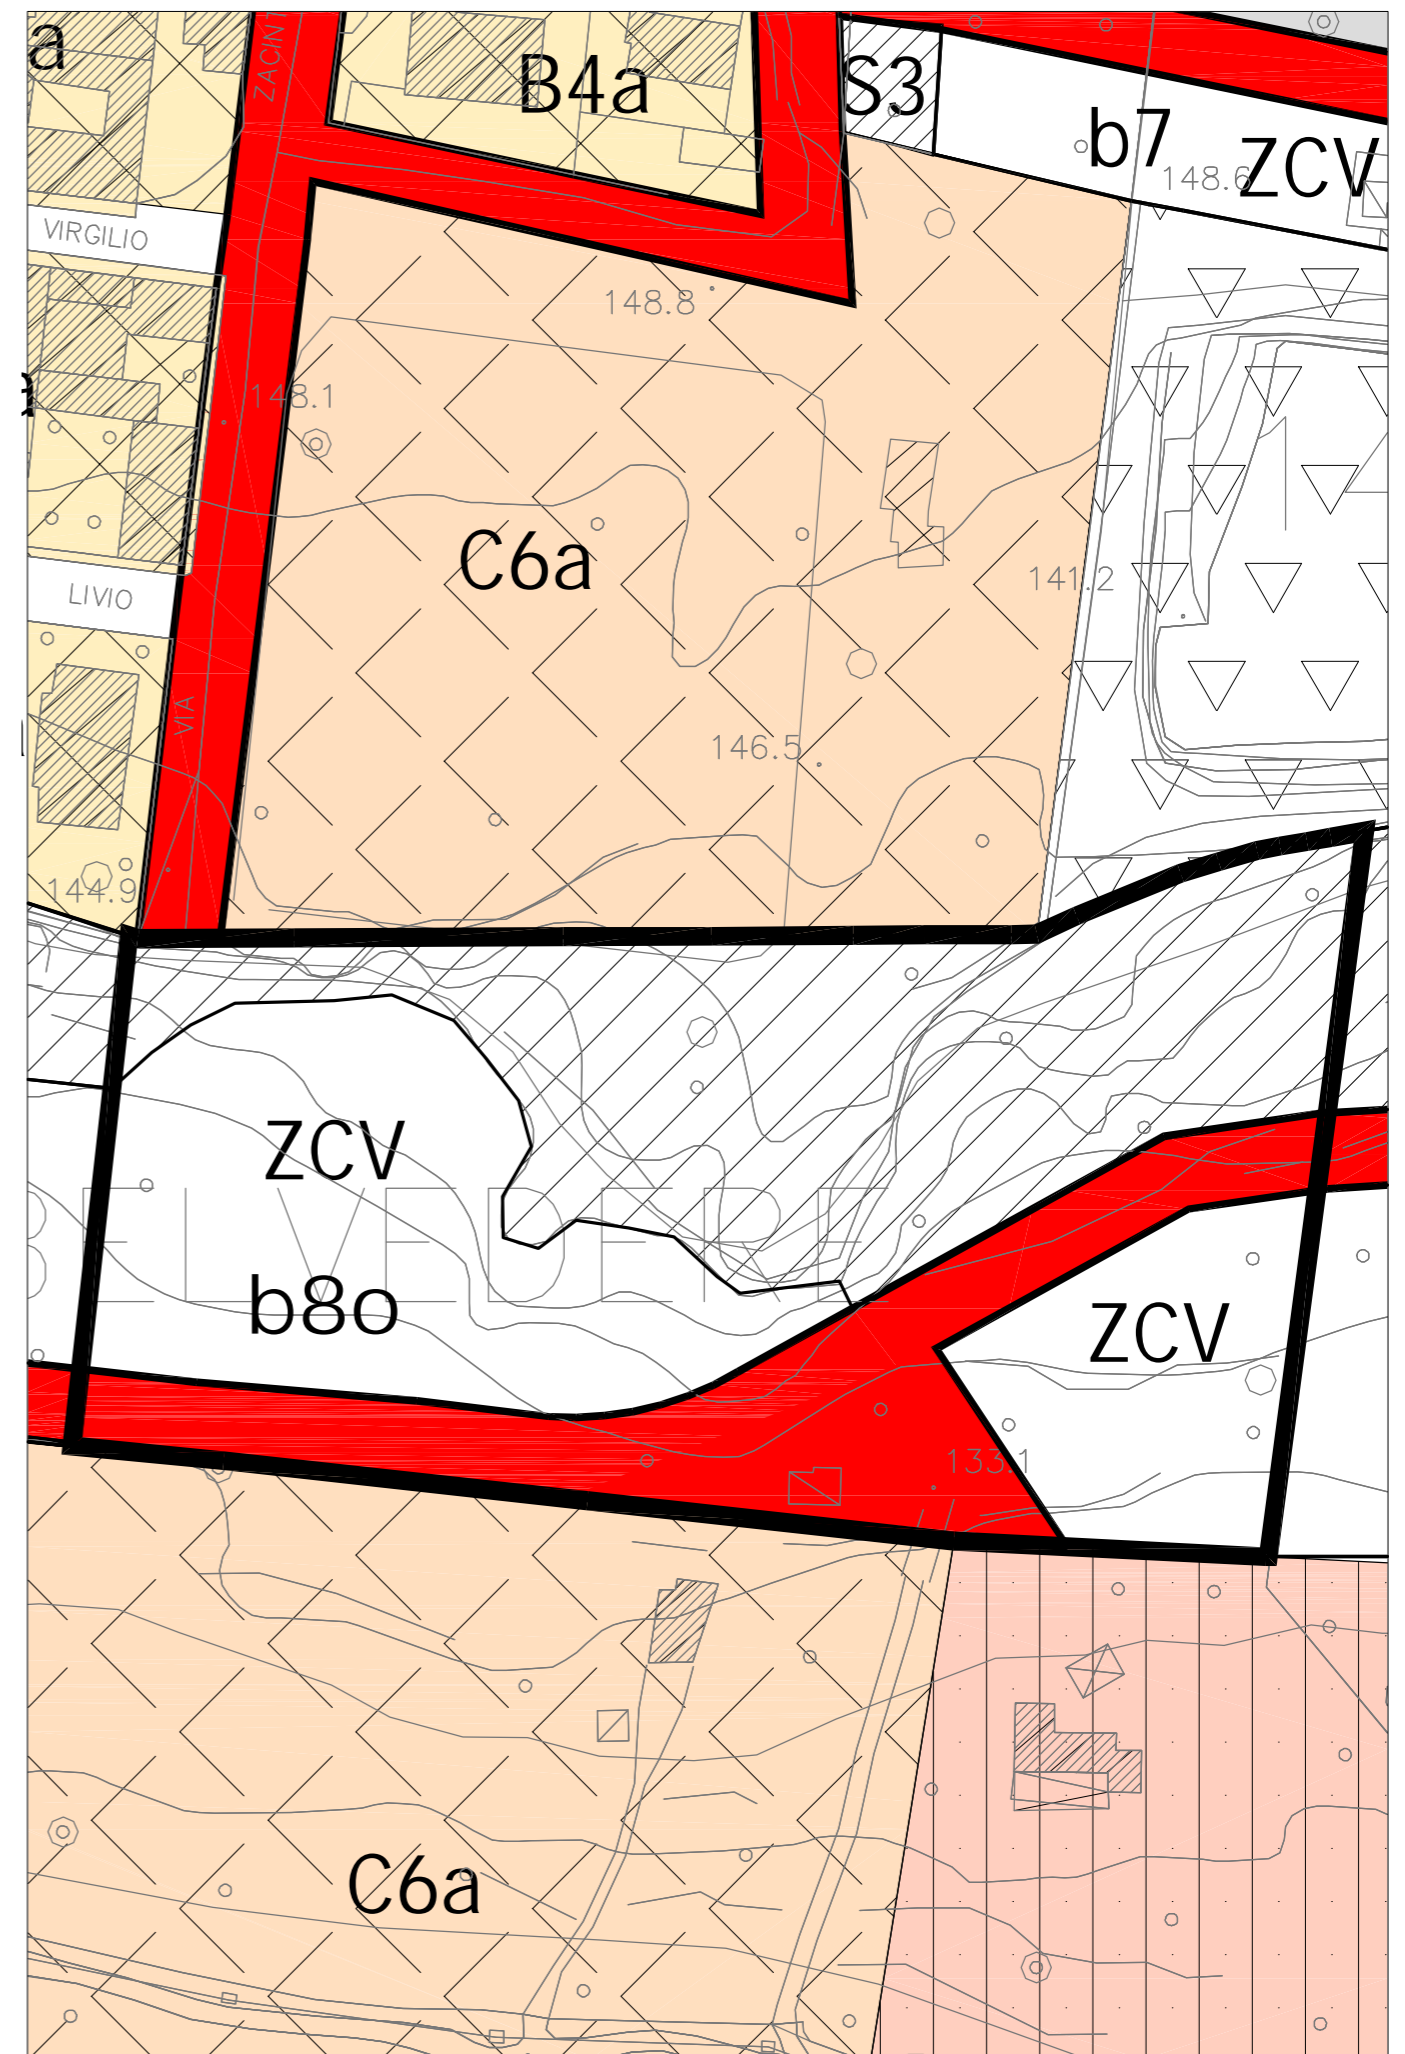 a
ZACINT
B4a
S3
b7
ZCV
148.6
VIRGILIO
148.8
148.1
a
C6a
141.2
LIVIO
VIA
146.5
144.9
ZCV
BELVEDERE
b8o
ZCV
133.1
C6a